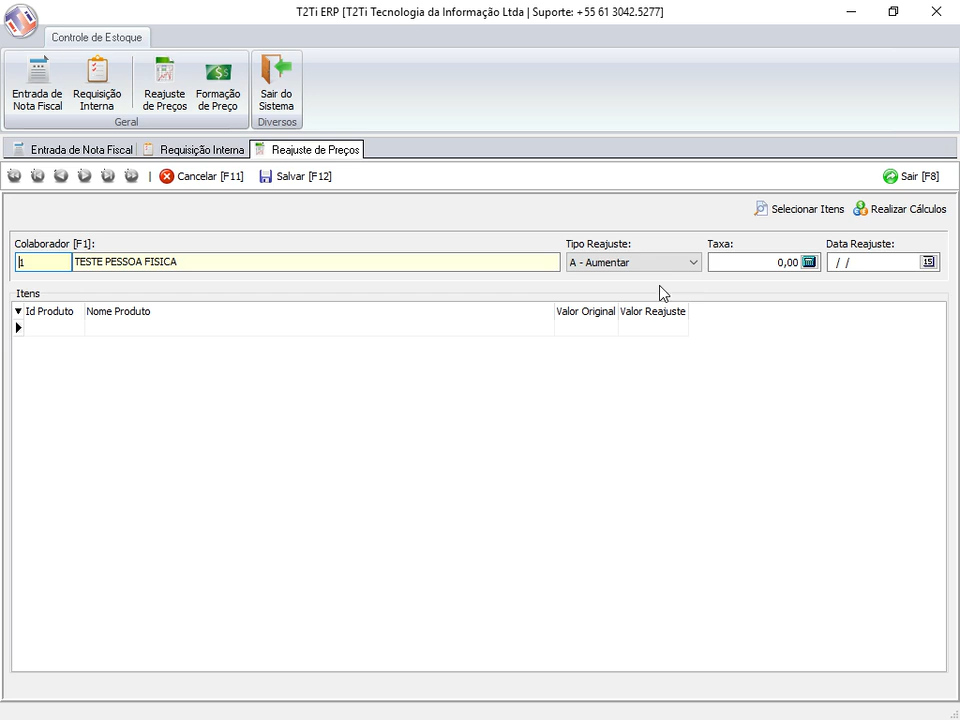 T2Ti ERP [T2Ti Tecnologia da Informação Ltda | Suporte: +55 61 3042.5277]
Controle de Estoque
Entrada de Nota Fiscal
Requisição Interna
Reajuste de Preços
Formação de Preço
Sair do Sistema
Geral
Diversos
Entrada de Nota Fiscal
Requisição Interna
Reajuste de Preços
Cancelar [F11]
Salvar [F12]
Sair [F8]
Selecionar Itens
Realizar Cálculos
Colaborador [F1]:
Tipo Reajuste:
Taxa:
Data Reajuste:
1
TESTE PESSOA FISICA
A - Aumentar
0,00
/ /
15
Itens
Id Produto
Nome Produto
Valor Original
Valor Reajuste